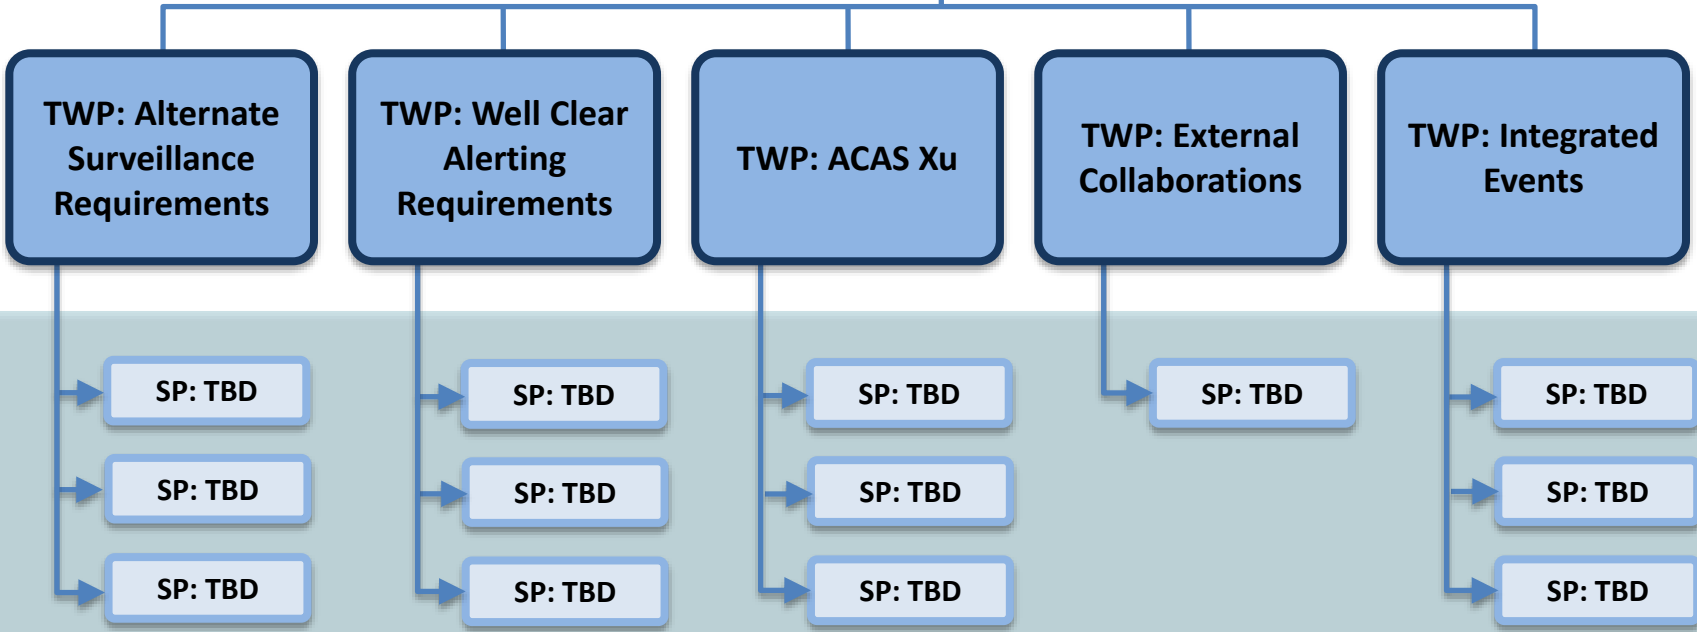 TWP: Alternate
Surveillance
Requirements
TWP: Well Clear
Alerting
Requirements
TWP: ACAS Xu
TWP: External
Collaborations
TWP: Integrated
Events
SP: TBD
SP: TBD
SP: TBD
SP: TBD
SP: TBD
SP: TBD
SP: TBD
SP: TBD
SP: TBD
SP: TBD
SP: TBD
SP: TBD
SP: TBD